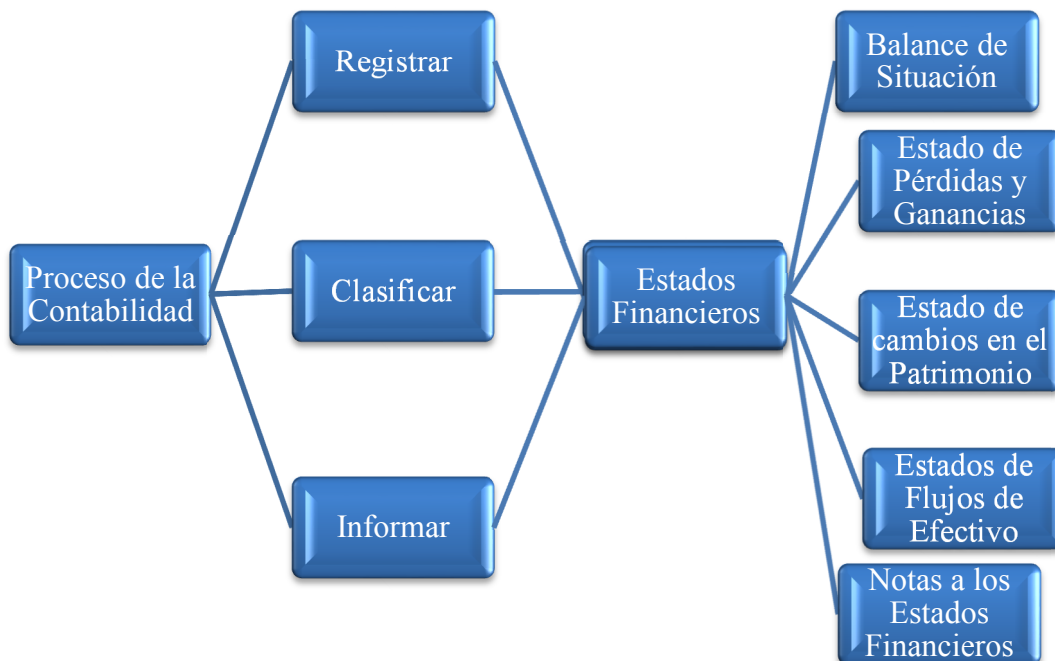 Proceso de la
Contabilidad
Registrar
Clasificar
Informar
Estados
Financieros
Balance de
Situación
Estado de
Pérdidas y
Ganancias
Estado de
cambios en el
Patrimonio
Estados de
Flujos de
Efectivo
Notas a los
Estados
Financieros